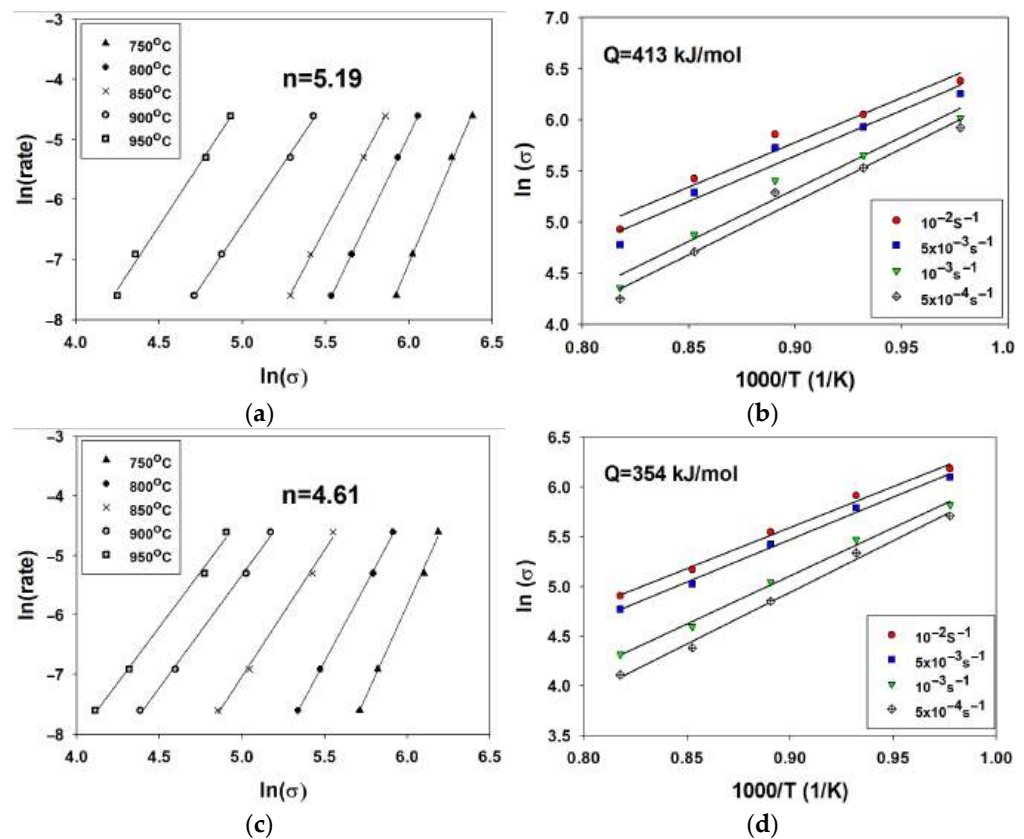 n=5.19
750°C
800°C
850°C
900°C
950°C
ln(rate)
−3
−4
−5
−6
−7
−8
4.0 4.5 5.0 5.5 6.0 6.5
ln(σ)
(a)
Q=413 kJ/mol
ln (σ)
7.0
6.5
6.0
5.5
5.0
4.5
4.0
10⁻²S⁻¹
5x10⁻³s⁻¹
10⁻³s⁻¹
5x10⁻⁴s⁻¹
0.80 0.85 0.90 0.95 1.00
1000/T (1/K)
(b)
n=4.61
750°C
800°C
850°C
900°C
950°C
ln(rate)
−3
−4
−5
−6
−7
−8
4.0 4.5 5.0 5.5 6.0 6.5
ln(σ)
(c)
Q=354 kJ/mol
ln (σ)
6.5
6.0
5.5
5.0
4.5
4.0
3.5
10⁻²S⁻¹
5x10⁻³s⁻¹
10⁻³s⁻¹
5x10⁻⁴s⁻¹
0.80 0.85 0.90 0.95 1.00
1000/T (1/K)
(d)